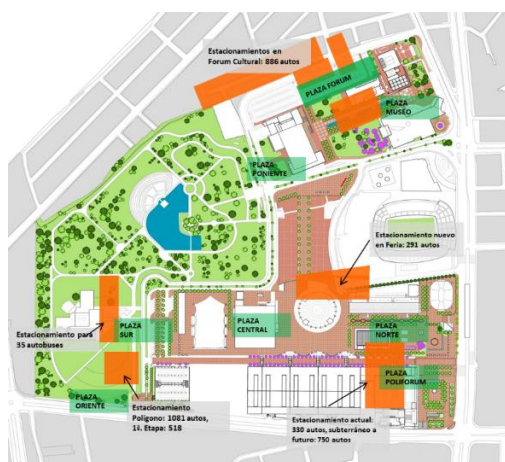 Estacionamientos en
Forum Cultural: 886 autos
PLAZA FORUM
PLAZA
MUSEO
PLAZA
PONIENTE
Estacionamiento nuevo
en Feria: 291 autos
Estacionamiento para
35 autobuses
PLAZA
SUR
PLAZA
CENTRAL
PLAZA
NORTE
PLAZA
POLIFORUM
PLAZA
ORIENTE
Estacionamiento
Polígono: 1081 autos,
1ª. Etapa: 518
Estacionamiento actual:
330 autos, subterráneo a
futuro: 750 autos